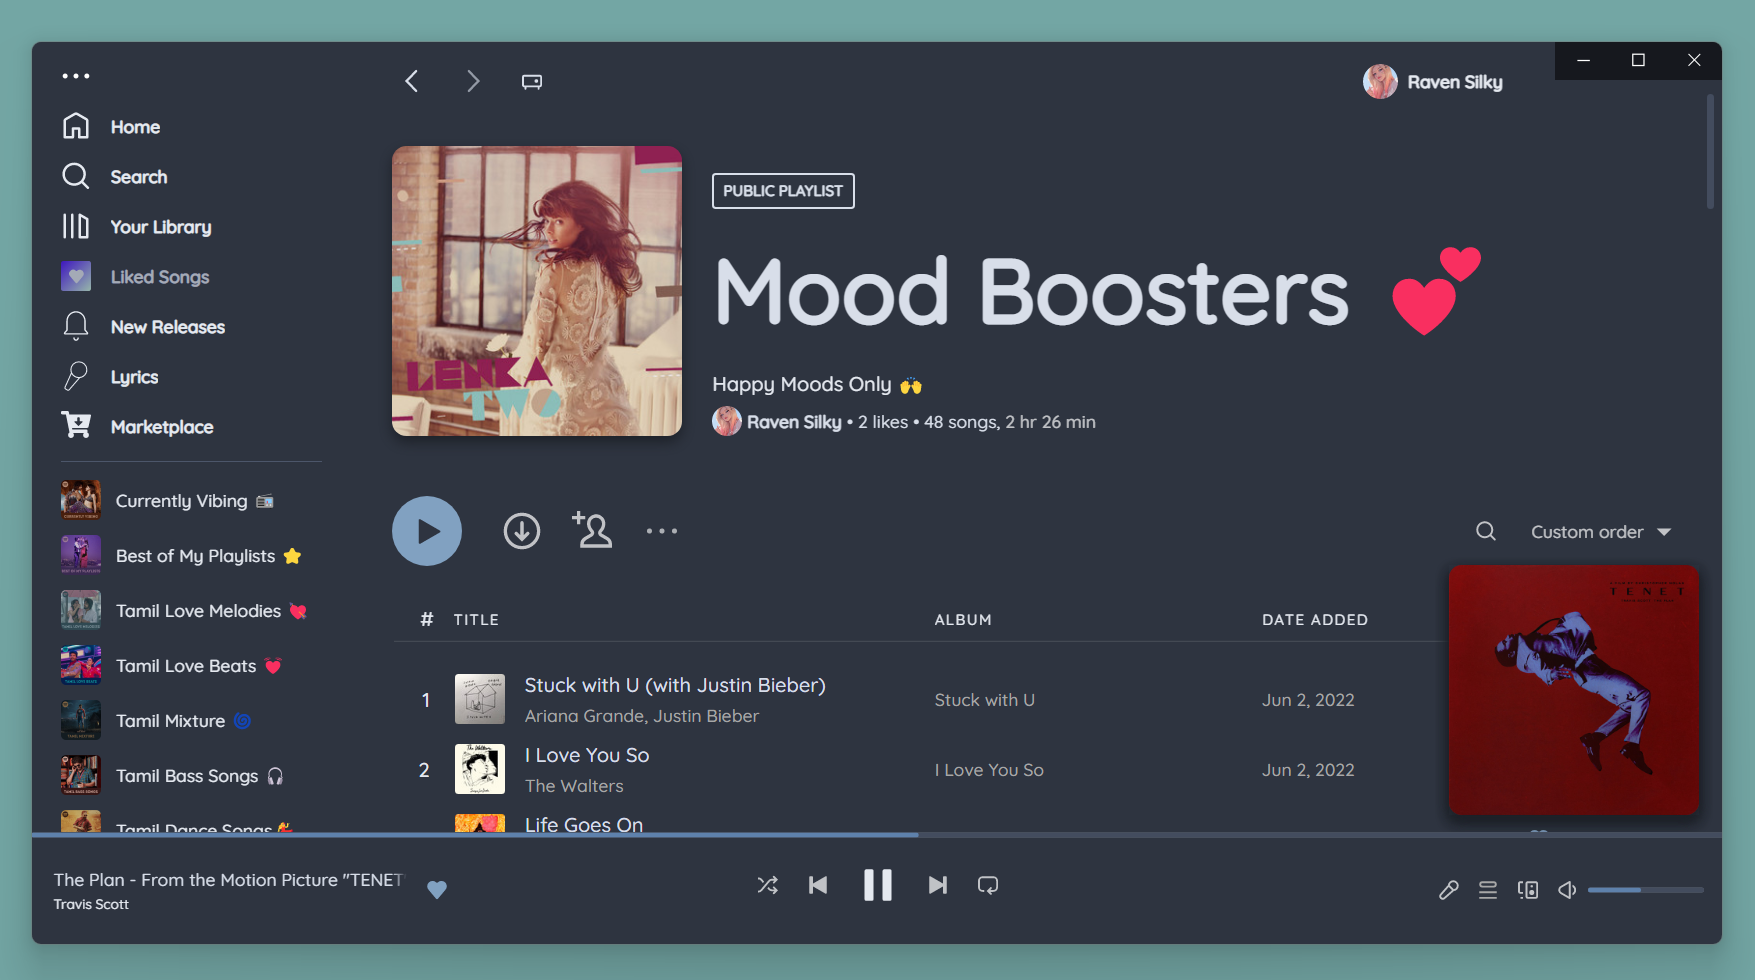 Home
Search
Your Library
Liked Songs
New Releases
Lyrics
Marketplace
Currently Vibing 📻
Best of My Playlists ⭐
Tamil Love Melodies 💘
Tamil Love Beats 💓
Tamil Mixture 🌀
Tamil Bass Songs 🎧
Tamil Dance Songs 💃
Raven Silky
LENKA
TWO
PUBLIC PLAYLIST
Mood Boosters 💕
Happy Moods Only 🙌
Raven Silky • 2 likes • 48 songs, 2 hr 26 min
Custom order
# TITLE ALBUM DATE ADDED
1 Stuck with U (with Justin Bieber) Stuck with U Jun 2, 2022
Ariana Grande, Justin Bieber
2 I Love You So I Love You So Jun 2, 2022
The Walters
Life Goes On
TENET
The Plan - From the Motion Picture "TENET"
Travis Scott